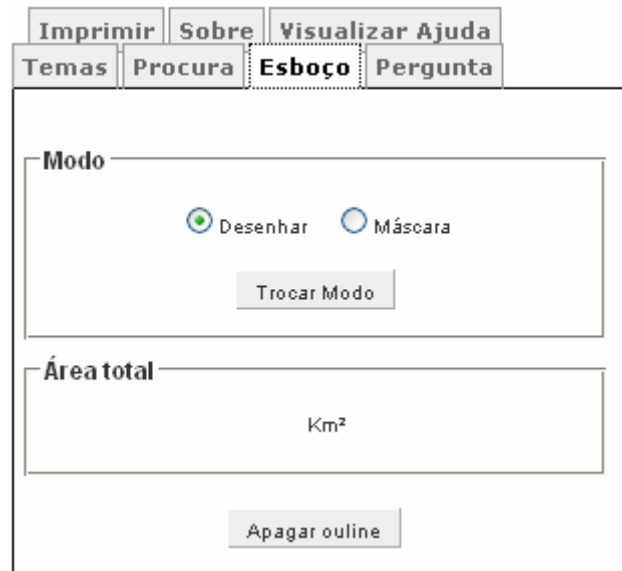 Imprimir Sobre Visualizar Ajuda
Temas Procura Esboço Pergunta
Modo
Desenhar Máscara
Trocar Modo
Área total
Km²
Apagar ouline